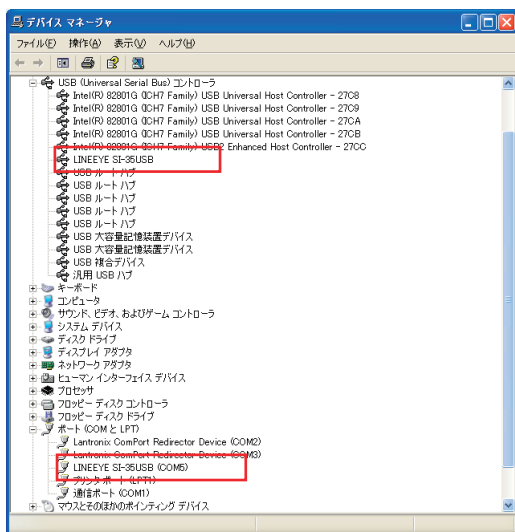 デバイス マネージャ
ファイル(F) 操作(A) 表示(V) ヘルプ(H)
USB (Universal Serial Bus) コントローラ
Intel(R) 82801G (ICH7 Family) USB Universal Host Controller - 27C8
Intel(R) 82801G (ICH7 Family) USB Universal Host Controller - 27C9
Intel(R) 82801G (ICH7 Family) USB Universal Host Controller - 27CA
Intel(R) 82801G (ICH7 Family) USB Universal Host Controller - 27CB
Intel(R) 82801G (ICH7 Family) USB2 Enhanced Host Controller - 27CC
LINEEYE SI-35USB
USB ルート ハブ
USB ルート ハブ
USB ルート ハブ
USB ルート ハブ
USB ルート ハブ
USB 大容量記憶装置デバイス
USB 大容量記憶装置デバイス
USB 複合デバイス
汎用 USB ハブ
キーボード
コンピュータ
サウンド、ビデオ、およびゲーム コントローラ
システム デバイス
ディスク ドライブ
ディスプレイ アダプタ
ネットワーク アダプタ
ヒューマン インターフェイス デバイス
プロセッサ
フロッピー ディスク コントローラ
フロッピー ディスク ドライブ
ポート (COM と LPT)
Lantronix ComPort Redirector Device (COM2)
Lantronix ComPort Redirector Device (COM3)
LINEEYE SI-35USB (COM5)
プリンタ ポート (LPT1)
通信ポート (COM1)
マウスとそのほかのポインティング デバイス